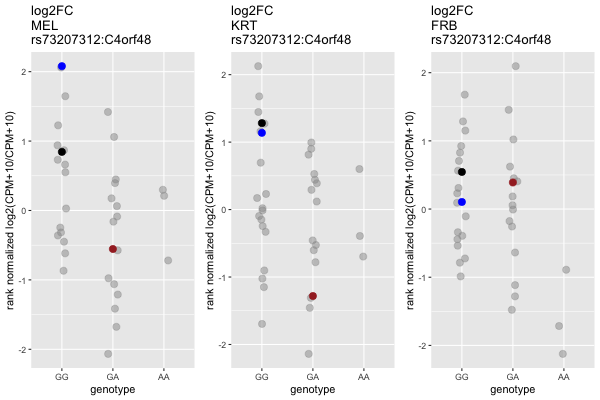 log2FC
MEL
rs73207312:C4orf48
rank normalized log2(CPM+10/CPM+10)
2
1
0
-1
-2
GG
GA
AA
genotype
log2FC
KRT
rs73207312:C4orf48
rank normalized log2(CPM+10/CPM+10)
2
1
0
-1
-2
GG
GA
AA
genotype
log2FC
FRB
rs73207312:C4orf48
rank normalized log2(CPM+10/CPM+10)
2
1
0
-1
-2
GG
GA
AA
genotype